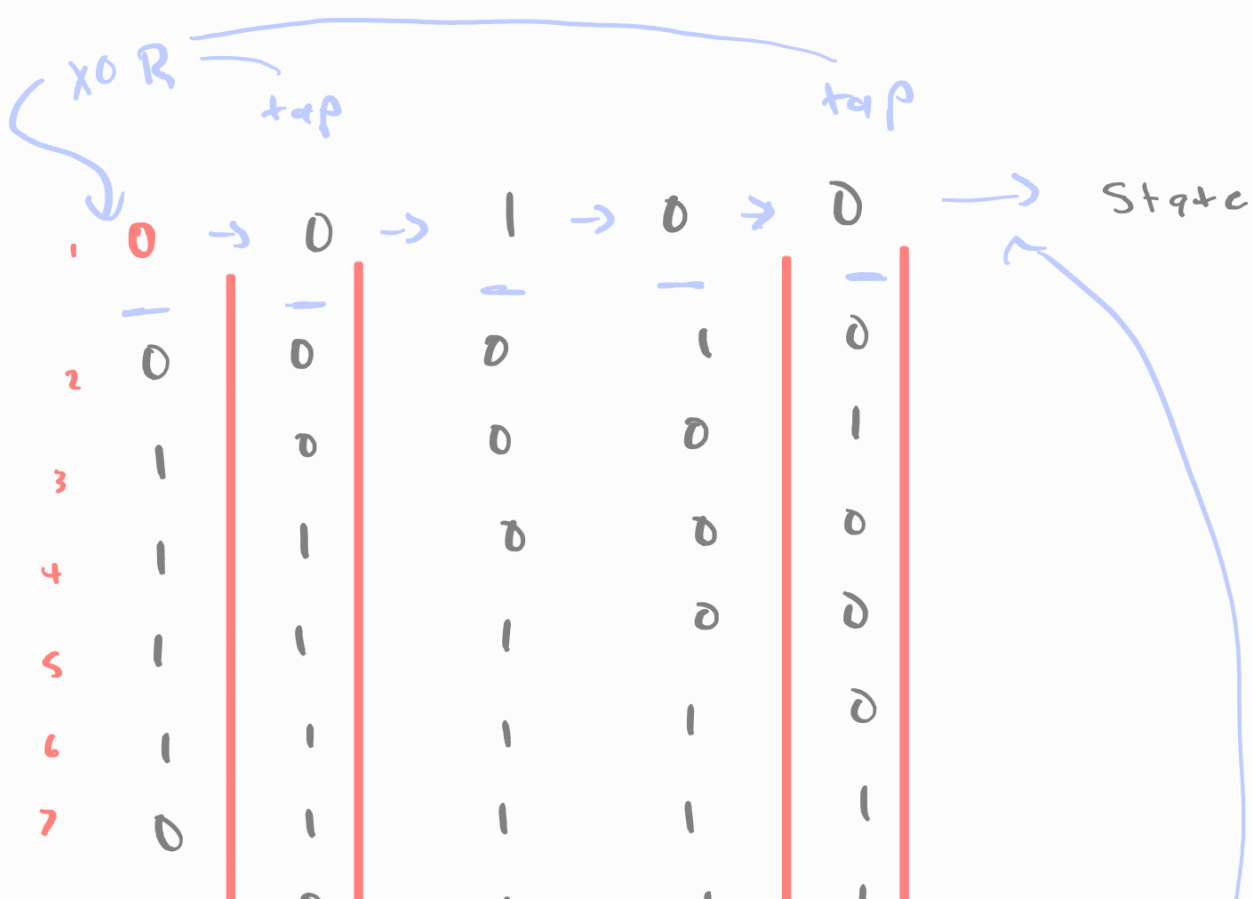 XOR
tap tap
1 0 → 0 → 1 → 0 → 0 → State
2 0 0 0 1 0
3 1 0 0 0 1
4 1 1 0 0 0
5 1 1 1 0 0
6 1 1 1 1 0
7 0 1 1 1 1